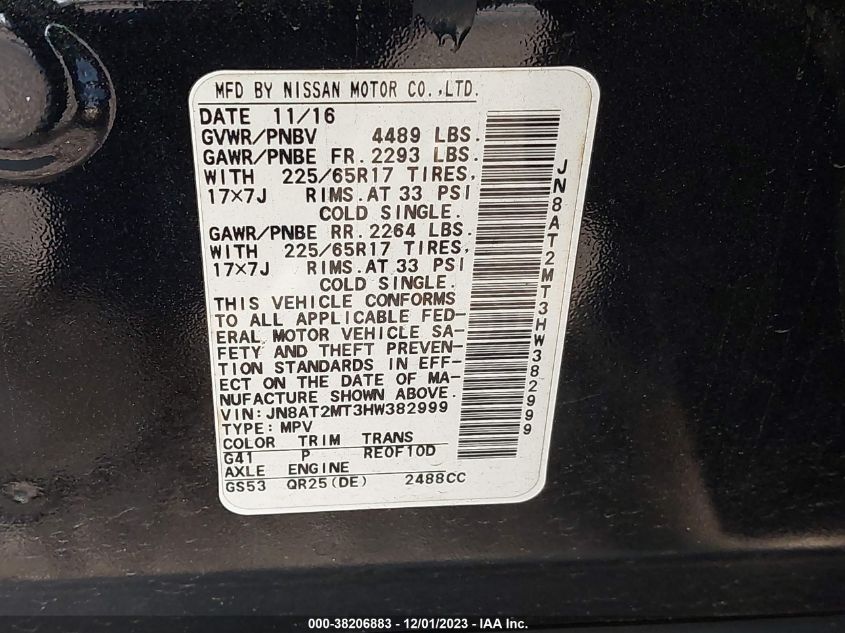 MFD BY NISSAN MOTOR CO.,LTD.
DATE 11/16
GVWR/PNBV 4489 LBS.
GAWR/PNBE FR. 2293 LBS.
WITH 225/65R17 TIRES,
17×7J RIMS. AT 33 PSI
COLD SINGLE.
GAWR/PNBE RR. 2264 LBS.
WITH 225/65R17 TIRES,
17×7J RIMS. AT 33 PSI
COLD SINGLE.
THIS VEHICLE CONFORMS
TO ALL APPLICABLE FED-
ERAL MOTOR VEHICLE SA-
FETY AND THEFT PREVEN-
TION STANDARDS IN EFF-
ECT ON THE DATE OF MA-
NUFACTURE SHOWN ABOVE.
VIN:JN8AT2MT3HW382999
TYPE:MPV
COLOR TRIM TRANS
G41 P RE0F10D
AXLE ENGINE
GS53 QR25(DE) 2488CC
JN8AT2MT3HW382999
000-38206883 - 12/01/2023 - IAA Inc.